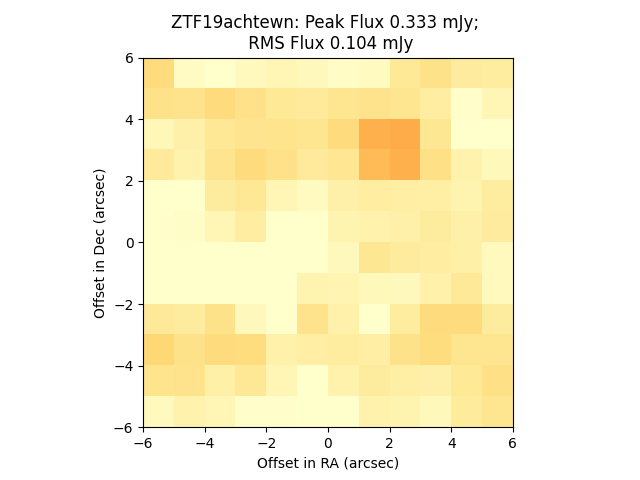 ZTF19achtewn: Peak Flux 0.333 mJy;
RMS Flux 0.104 mJy
6
4
2
0
−2
−4
−6
Offset in Dec (arcsec)
−6 −4 −2 0 2 4 6
Offset in RA (arcsec)